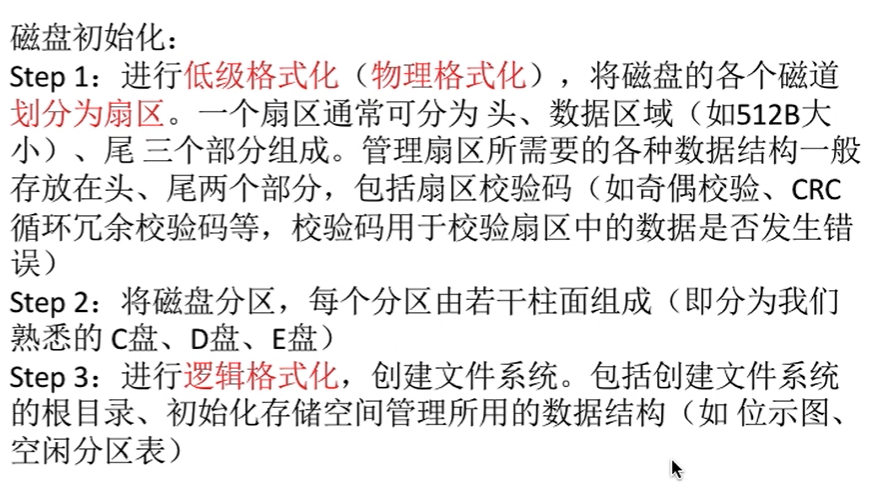 磁盘初始化：
Step 1：进行低级格式化（物理格式化），将磁盘的各个磁道
划分为扇区。一个扇区通常可分为 头、数据区域（如512B大
小）、尾 三个部分组成。管理扇区所需要的各种数据结构一般
存放在头、尾两个部分，包括扇区校验码（如奇偶校验、CRC
循环冗余校验码等，校验码用于校验扇区中的数据是否发生错
误）
Step 2：将磁盘分区，每个分区由若干柱面组成（即分为我们
熟悉的 C盘、D盘、E盘）
Step 3：进行逻辑格式化，创建文件系统。包括创建文件系统
的根目录、初始化存储空间管理所用的数据结构（如 位示图、
空闲分区表）